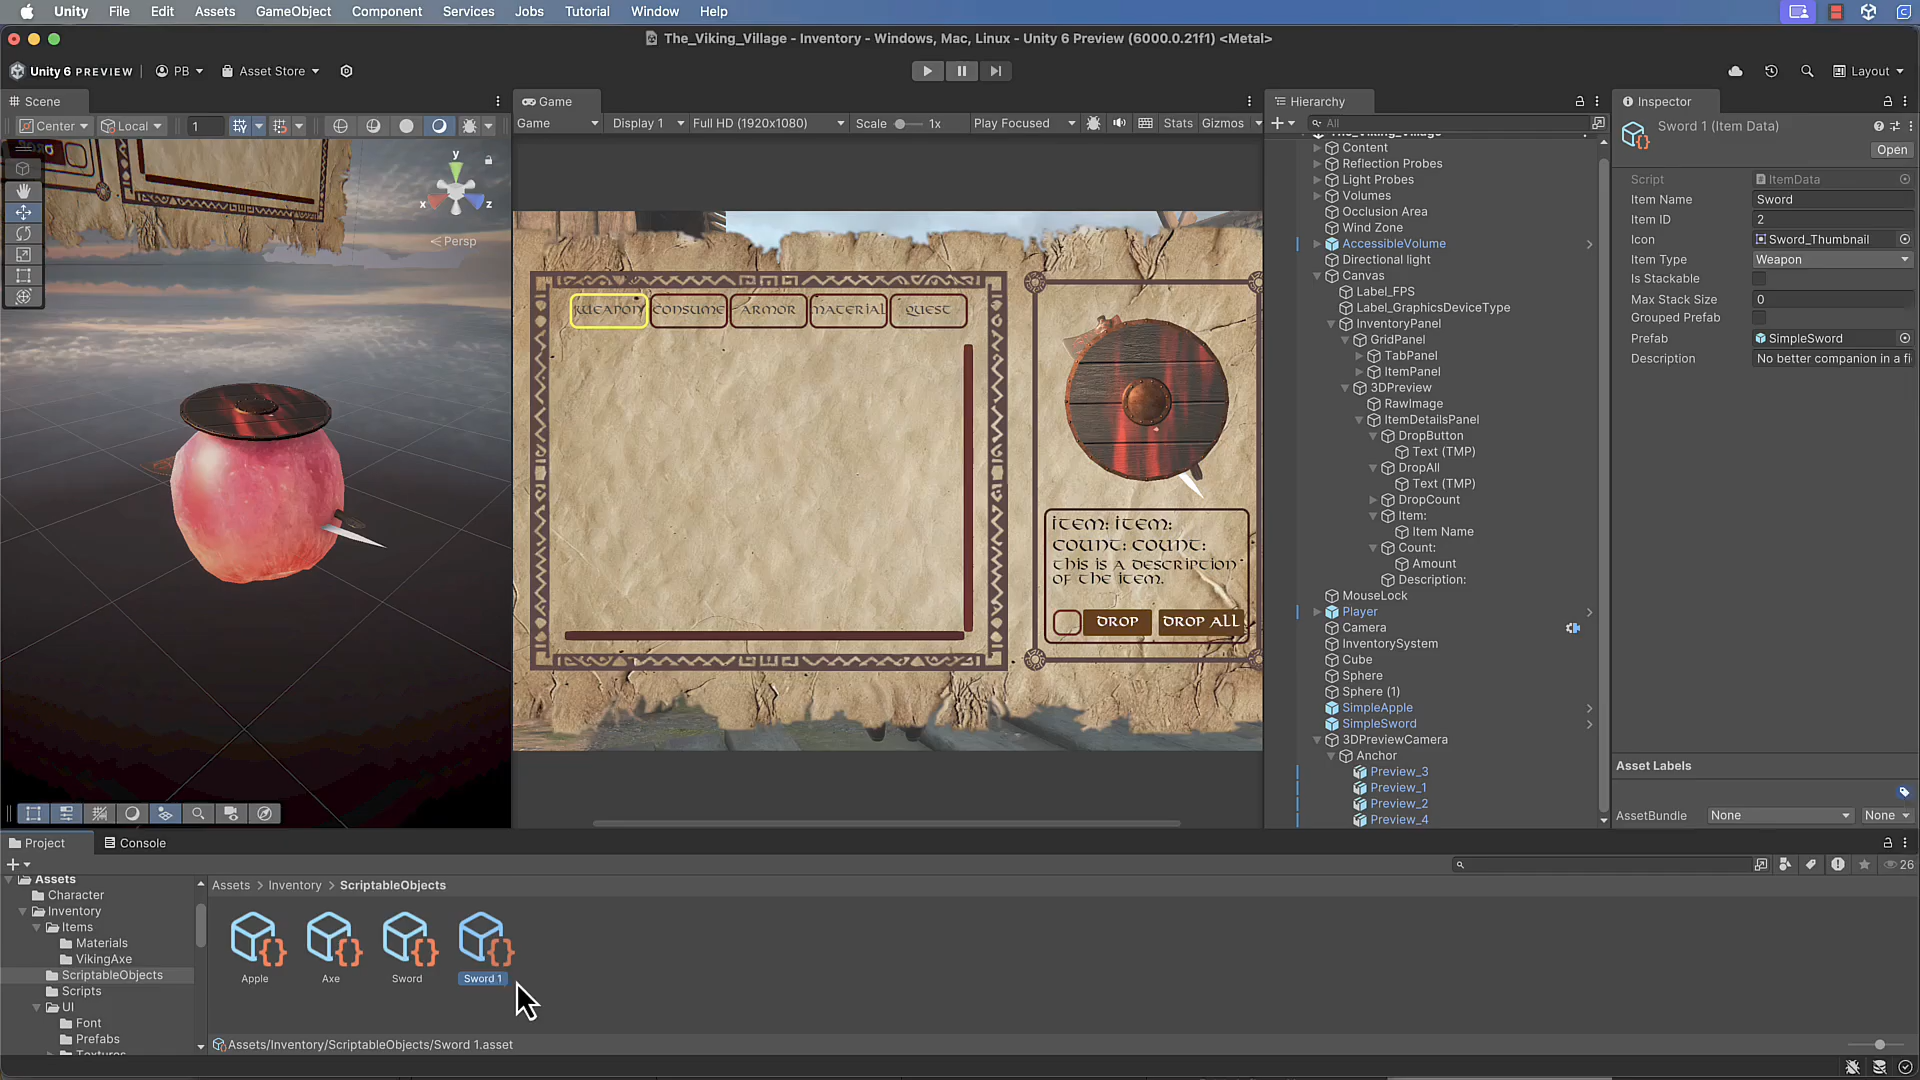 Unity File Edit Assets GameObject Component Services Jobs Tutorial Window Help
The_Viking_Village - Inventory - Windows, Mac, Linux - Unity 6 Preview (6000.0.21f1) <Metal>
Unity 6 PREVIEW PB Asset Store Layout
Scene
Center Local 1
y
x z
Persp
Game
Game Display 1 Full HD (1920x1080) Scale 1x Play Focused Stats Gizmos
WEAPON CONSUME ARMOR MATERIAL QUEST
ITEM: ITEM:
COUNT: COUNT:
THIS IS A DESCRIPTION
OF THE ITEM.
DROP DROP ALL
Hierarchy
All
The_Viking_Village
Content
Reflection Probes
Light Probes
Volumes
Occlusion Area
Wind Zone
AccessibleVolume
Directional light
Canvas
Label_FPS
Label_GraphicsDeviceType
InventoryPanel
GridPanel
TabPanel
ItemPanel
3DPreview
RawImage
ItemDetailsPanel
DropButton
Text (TMP)
DropAll
Text (TMP)
DropCount
Item:
Item Name
Count:
Amount
Description:
MouseLock
Player
Camera
InventorySystem
Cube
Sphere
Sphere (1)
SimpleApple
SimpleSword
3DPreviewCamera
Anchor
Preview_3
Preview_1
Preview_2
Preview_4
Inspector
Sword 1 (Item Data)
Open
Script ItemData
Item Name Sword
Item ID 2
Icon Sword_Thumbnail
Item Type Weapon
Is Stackable
Max Stack Size 0
Grouped Prefab
Prefab SimpleSword
Description No better companion in a fi
Asset Labels
AssetBundle None None
Project Console
26
Assets
Character
Inventory
Items
Materials
VikingAxe
ScriptableObjects
Scripts
UI
Font
Prefabs
Textures
Assets > Inventory > ScriptableObjects
Apple Axe Sword Sword 1
Assets/Inventory/ScriptableObjects/Sword 1.asset